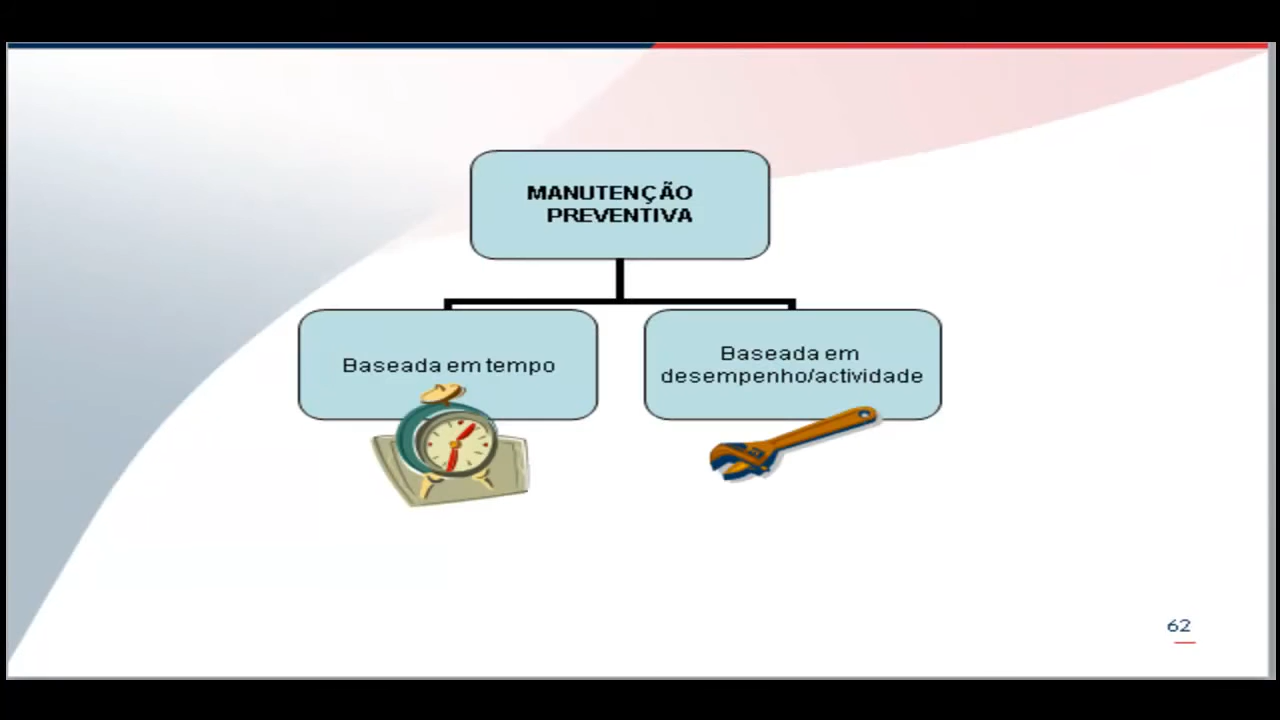 MANUTENÇÃO
PREVENTIVA
Baseada em tempo
Baseada em
desempenho/actividade
62